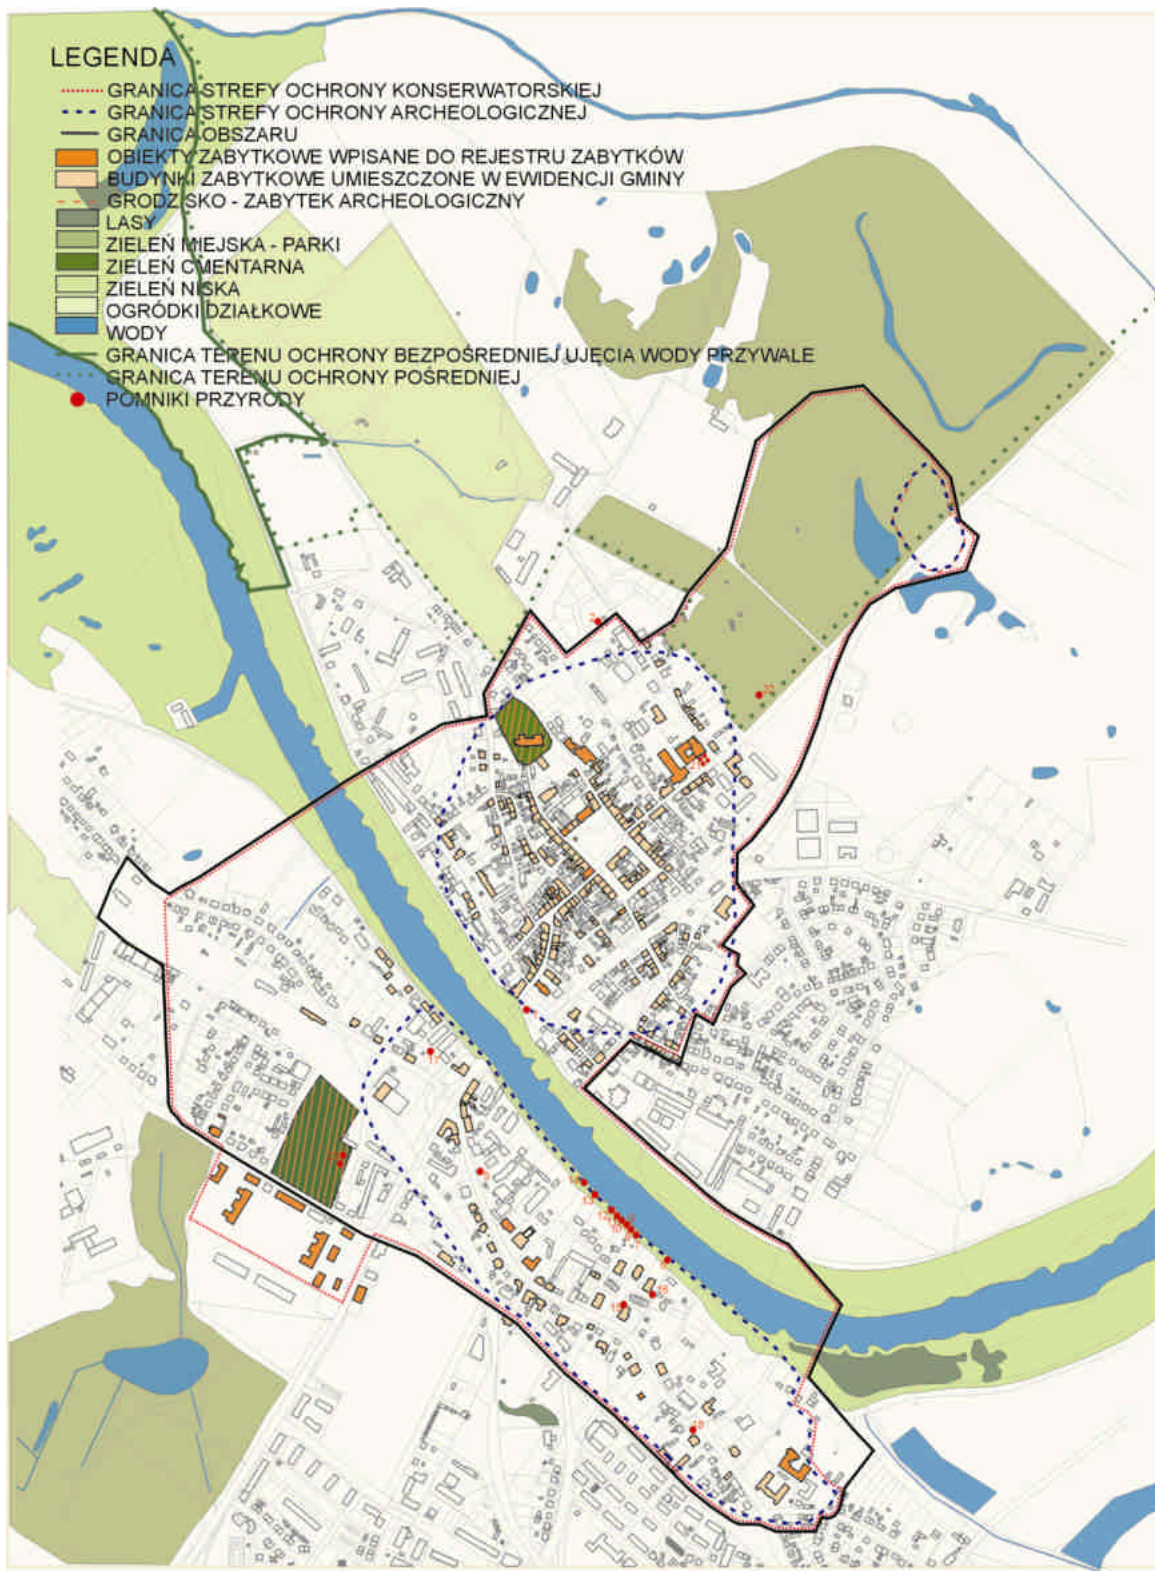 LEGENDA
GRANICA STREFY OCHRONY KONSERWATORSKIEJ
GRANICA STREFY OCHRONY ARCHEOLOGICZNEJ
GRANICA OBSZARU
OBIEKTY ZABYTKOWE WPISANE DO REJESTRU ZABYTKÓW
BUDYNKI ZABYTKOWE UMIESZCZONE W EWIDENCJI GMINY
GRODZISKO - ZABYTEK ARCHEOLOGICZNY
LASY
ZIELEŃ MIEJSKA - PARKI
ZIELEŃ CMENTARNA
ZIELEŃ NISKA
OGRÓDKI DZIAŁKOWE
WODY
GRANICA TERENU OCHRONY BEZPOŚREDNIEJ UJĘCIA WODY PRZYWALE
GRANICA TERENU OCHRONY POŚREDNIEJ
POMNIKI PRZYRODY
17